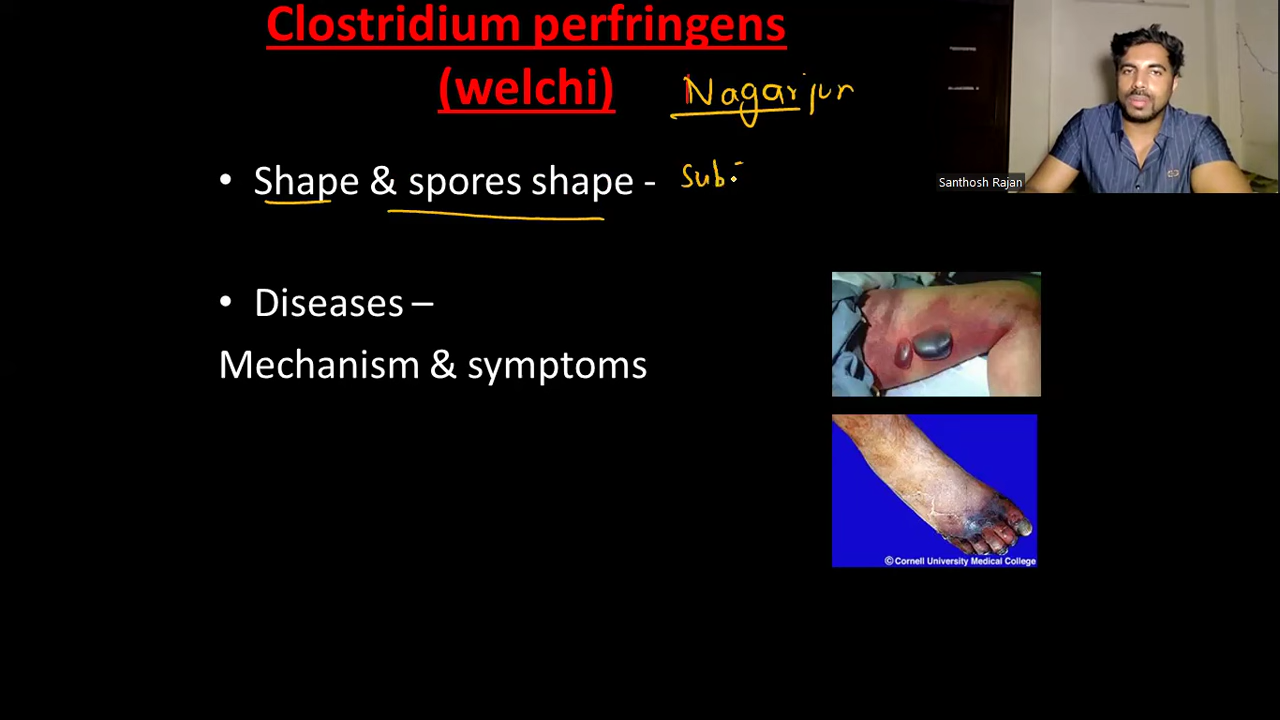 Clostridium perfringens
(welchi)
Nagarjun
• Shape & spores shape - Sub-
Santhosh Rajan
• Diseases –
Mechanism & symptoms
© Cornell University Medical College